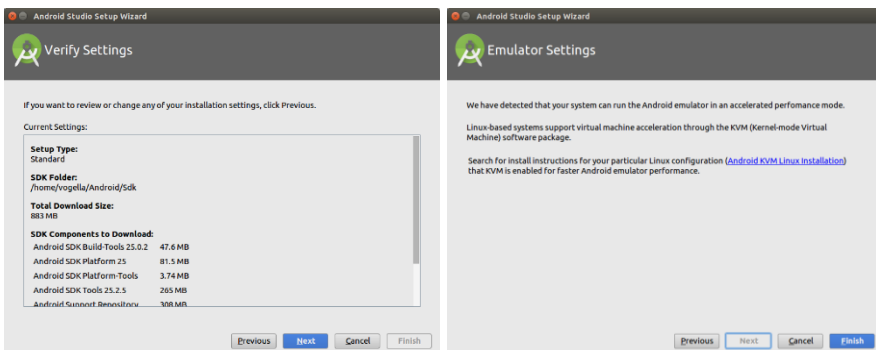 Android Studio Setup Wizard
Verify Settings
If you want to review or change any of your installation settings, click Previous.
Current Settings:
Setup Type:
Standard
SDK Folder:
/home/vogella/Android/Sdk
Total Download Size:
883 MB
SDK Components to Download:
Android SDK Build-Tools 25.0.2 47.6 MB
Android SDK Platform 25 81.5 MB
Android SDK Platform-Tools 3.74 MB
Android SDK Tools 25.2.5 265 MB
Android Support Repository 308 MB
Previous Next Cancel Finish
Android Studio Setup Wizard
Emulator Settings
We have detected that your system can run the Android emulator in an accelerated perfomance mode.
Linux-based systems support virtual machine acceleration through the KVM (Kernel-mode Virtual
Machine) software package.
Search for install instructions for your particular Linux configuration (Android KVM Linux Installation)
that KVM is enabled for faster Android emulator performance.
Previous Next Cancel Finish